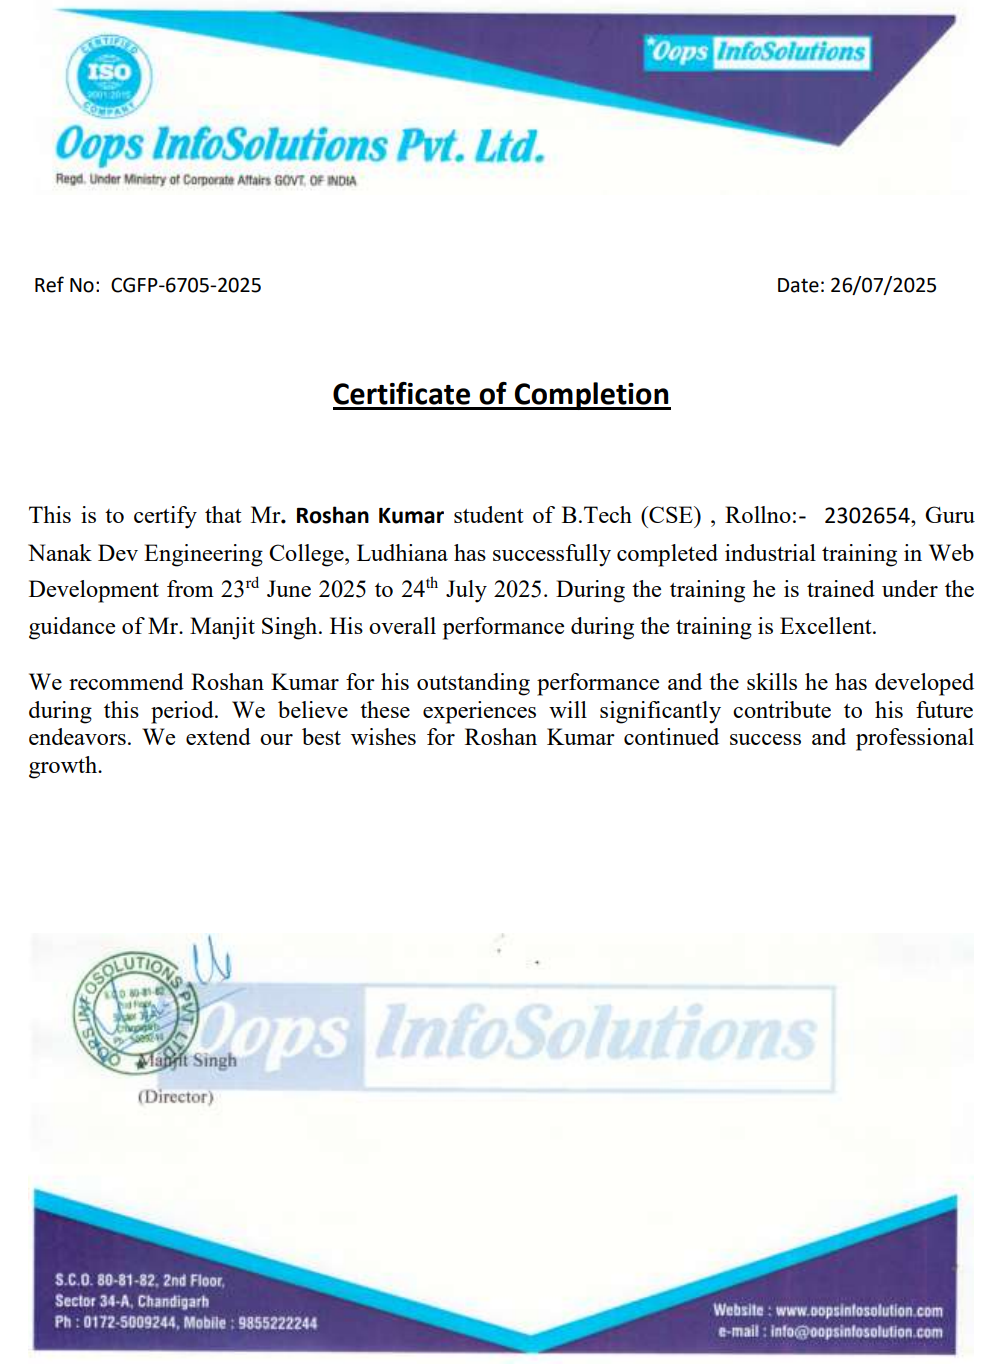 CERTIFIED
ISO
9001:2015
COMPANY
Oops InfoSolutions
Oops InfoSolutions Pvt. Ltd.
Regd. Under Ministry of Corporate Affairs GOVT. OF INDIA
Ref No: CGFP-6705-2025
Date: 26/07/2025
Certificate of Completion
This is to certify that Mr. Roshan Kumar student of B.Tech (CSE) , Rollno:- 2302654, Guru
Nanak Dev Engineering College, Ludhiana has successfully completed industrial training in Web
Development from 23rd June 2025 to 24th July 2025. During the training he is trained under the
guidance of Mr. Manjit Singh. His overall performance during the training is Excellent.
We recommend Roshan Kumar for his outstanding performance and the skills he has developed
during this period. We believe these experiences will significantly contribute to his future
endeavors. We extend our best wishes for Roshan Kumar continued success and professional
growth.
OOPS INFOSOLUTIONS PVT. LTD.
S.C.O 80-81-82
2nd Floor
Chandigarh
Oops InfoSolutions
Manjit Singh
(Director)
S.C.O. 80-81-82, 2nd Floor,
Sector 34-A, Chandigarh
Ph : 0172-5009244, Mobile : 9855222244
Website : www.oopsinfosolution.com
e-mail : info@oopsinfosolution.com